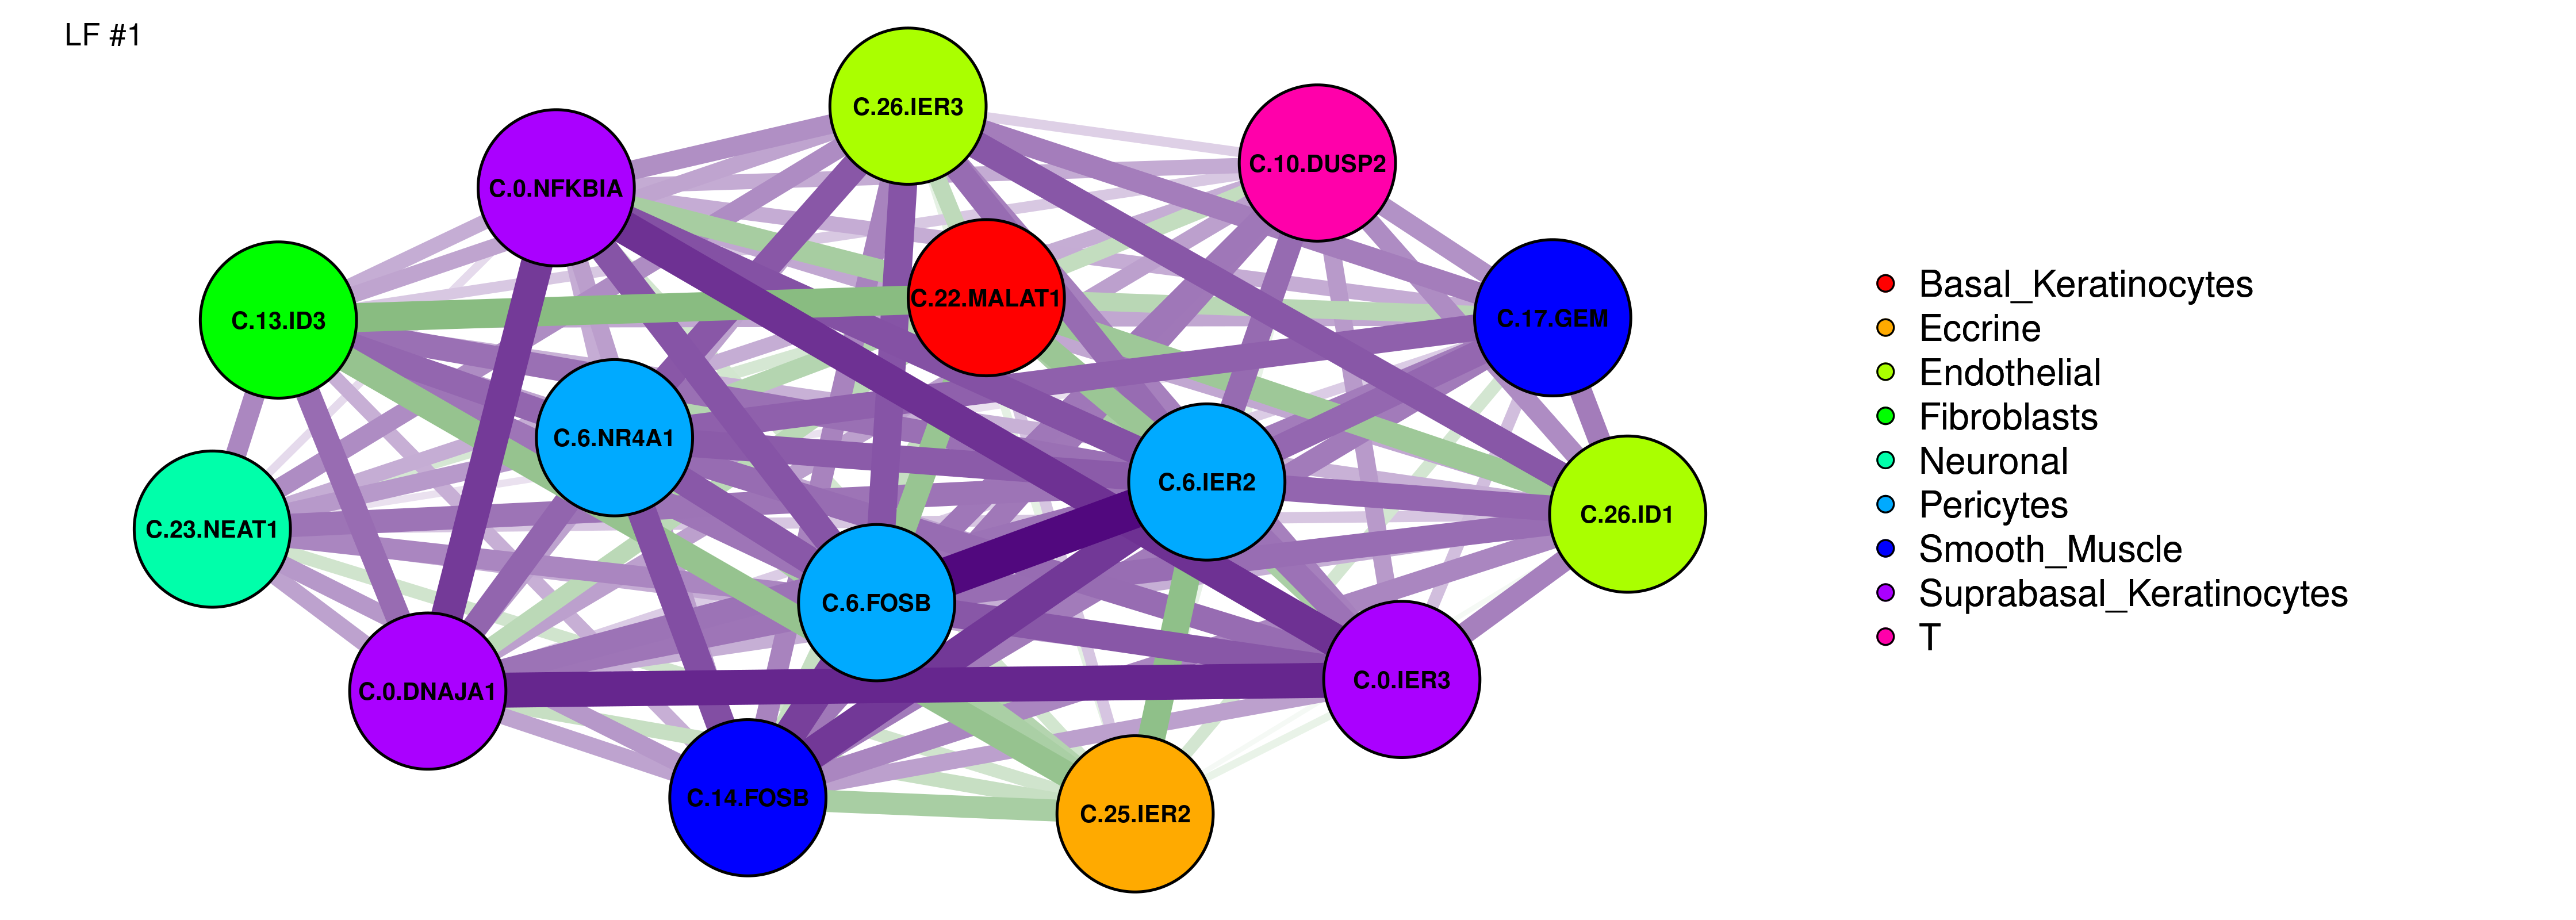 LF #1
C.26.IER3
C.10.DUSP2
C.0.NFKBIA
C.22.MALAT1
C.17.GEM
C.13.ID3
C.6.NR4A1
C.6.IER2
C.26.ID1
C.23.NEAT1
C.6.FOSB
C.0.IER3
C.0.DNAJA1
C.14.FOSB
C.25.IER2
Basal_Keratinocytes
Eccrine
Endothelial
Fibroblasts
Neuronal
Pericytes
Smooth_Muscle
Suprabasal_Keratinocytes
T